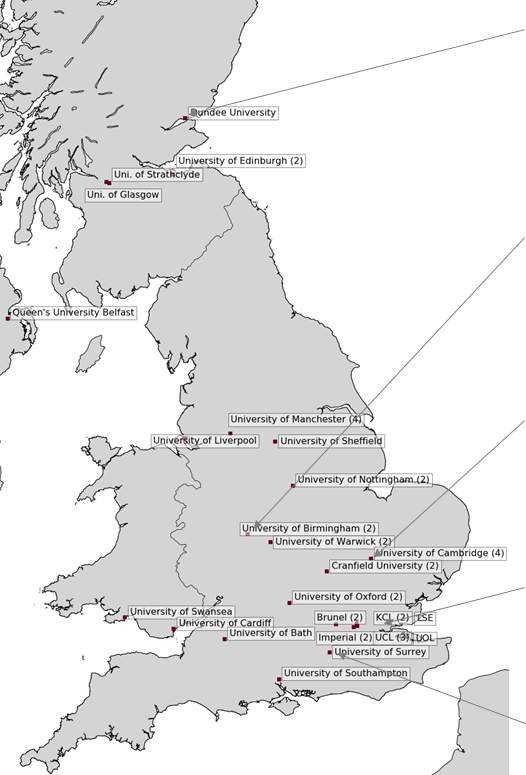 Dundee University
University of Edinburgh (2)
Uni. of Strathclyde
Uni. of Glasgow
Queen's University Belfast
University of Manchester (4)
University of Liverpool
University of Sheffield
University of Nottingham (2)
University of Birmingham (2)
University of Warwick (2)
University of Cambridge (4)
Cranfield University (2)
University of Oxford (2)
University of Swansea
Brunel (2)
KCL (2)
LSE
University of Cardiff
University of Bath
Imperial (2)
UCL (3)
UOL
University of Surrey
University of Southampton